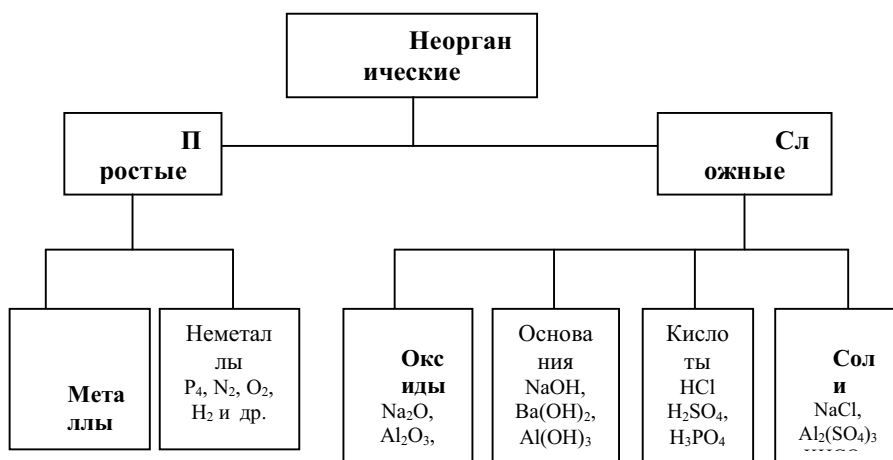 Неорган
ические
П
ростые
Сл
ожные
Мета
ллы
Неметал
лы
P₄, N₂, O₂,
H₂ и др.
Окс
иды
Na₂O,
Al₂O₃,
Основа
ния
NaOH,
Ba(OH)₂,
Al(OH)₃
Кисло
ты
HCl
H₂SO₄,
H₃PO₄
Сол
и
NaCl,
Al₂(SO₄)₃